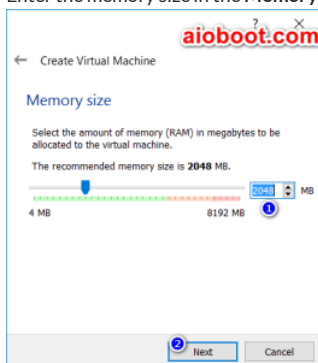 Enter the memory size in the Memory
? ×
aioboot.com
← Create Virtual Machine
Memory size
Select the amount of memory (RAM) in megabytes to be
allocated to the virtual machine.
The recommended memory size is 2048 MB.
2048 MB
4 MB 8192 MB 1
2 Next Cancel